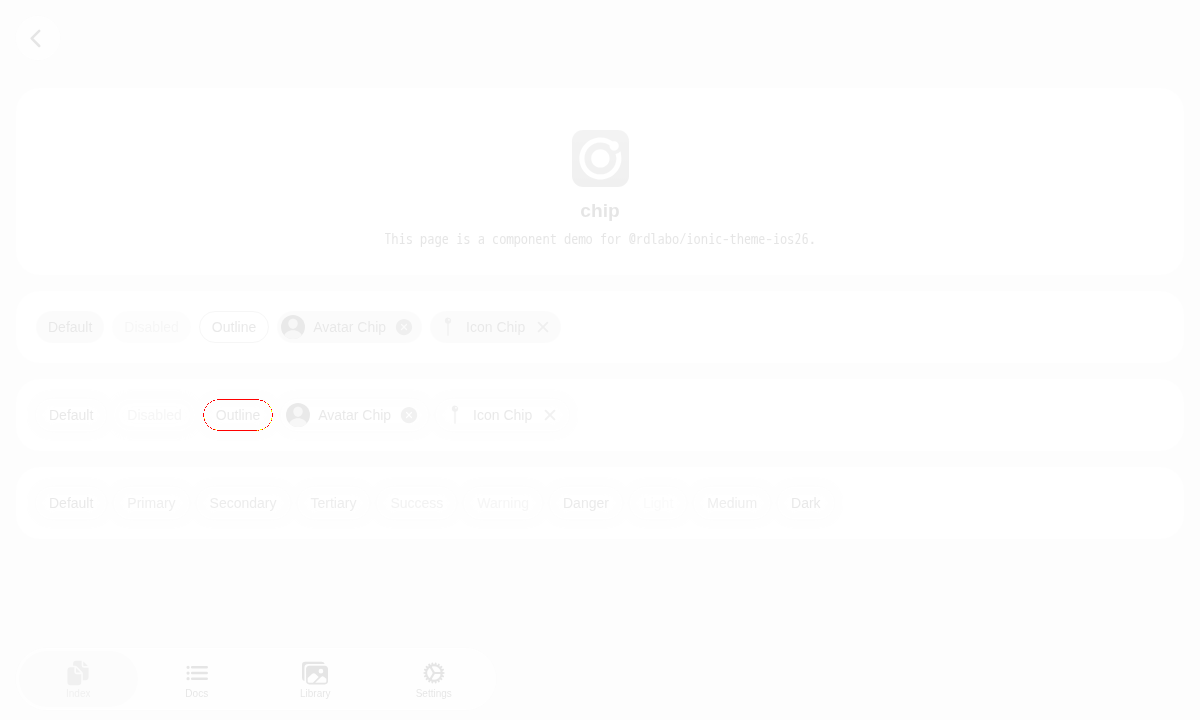 chip
This page is a component demo for @rdlabo/ionic-theme-ios26.
Default Disabled Outline Avatar Chip Icon Chip
Default Disabled Outline Avatar Chip Icon Chip
Default Primary Secondary Tertiary Success Warning Danger Light Medium Dark
Index Docs Library Settings